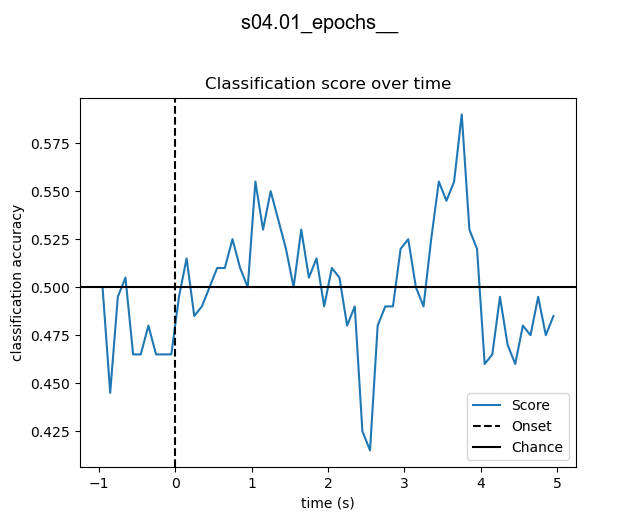 s04.01_epochs__
Classification score over time
classification accuracy
0.575
0.550
0.525
0.500
0.475
0.450
0.425
−1
0
1
2
3
4
5
time (s)
Score
Onset
Chance